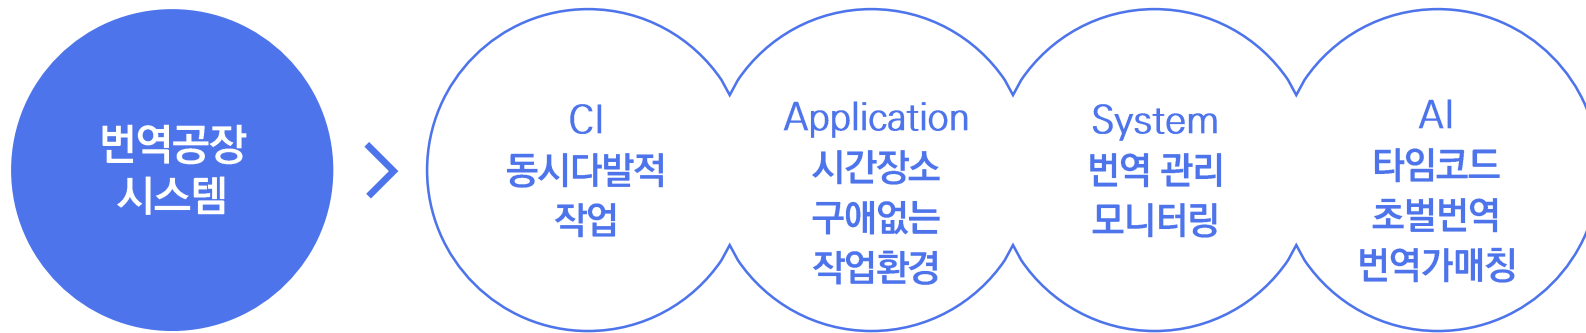 번역공장
시스템
CI
동시다발적
작업
Application
시간장소
구애없는
작업환경
System
번역 관리
모니터링
AI
타임코드
초벌번역
번역가매칭